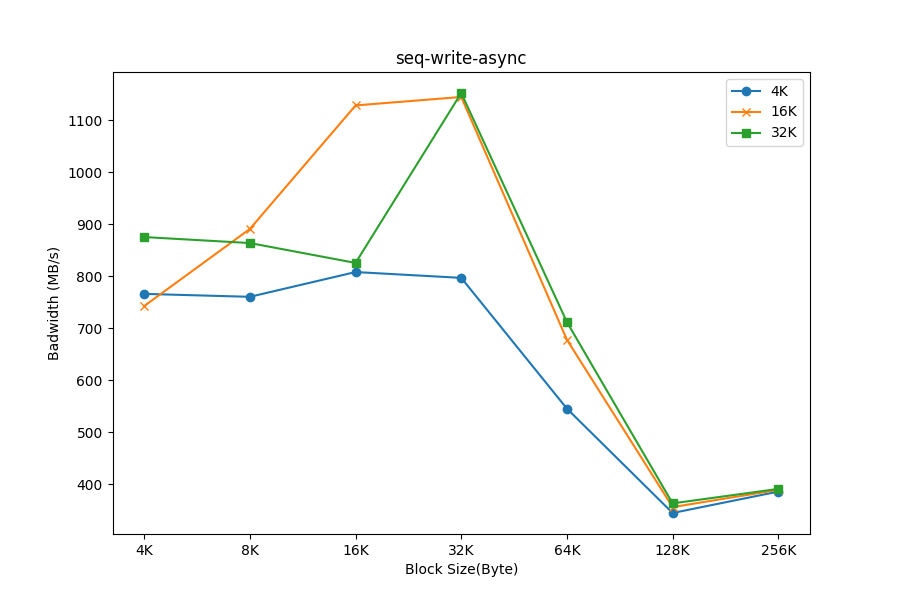 seq-write-async
4K
16K
32K
1100
1000
900
800
700
600
500
400
Badwidth (MB/s)
4K 8K 16K 32K 64K 128K 256K
Block Size(Byte)